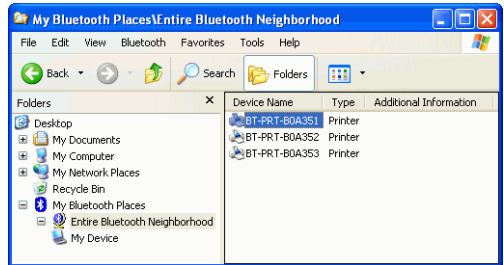 My Bluetooth Places\Entire Bluetooth Neighborhood
File Edit View Bluetooth Favorites Tools Help
Back Search Folders
Folders
Device Name Type Additional Information
Desktop
My Documents
My Computer
My Network Places
Recycle Bin
My Bluetooth Places
Entire Bluetooth Neighborhood
My Device
BT-PRT-B0A351 Printer
BT-PRT-B0A352 Printer
BT-PRT-B0A353 Printer